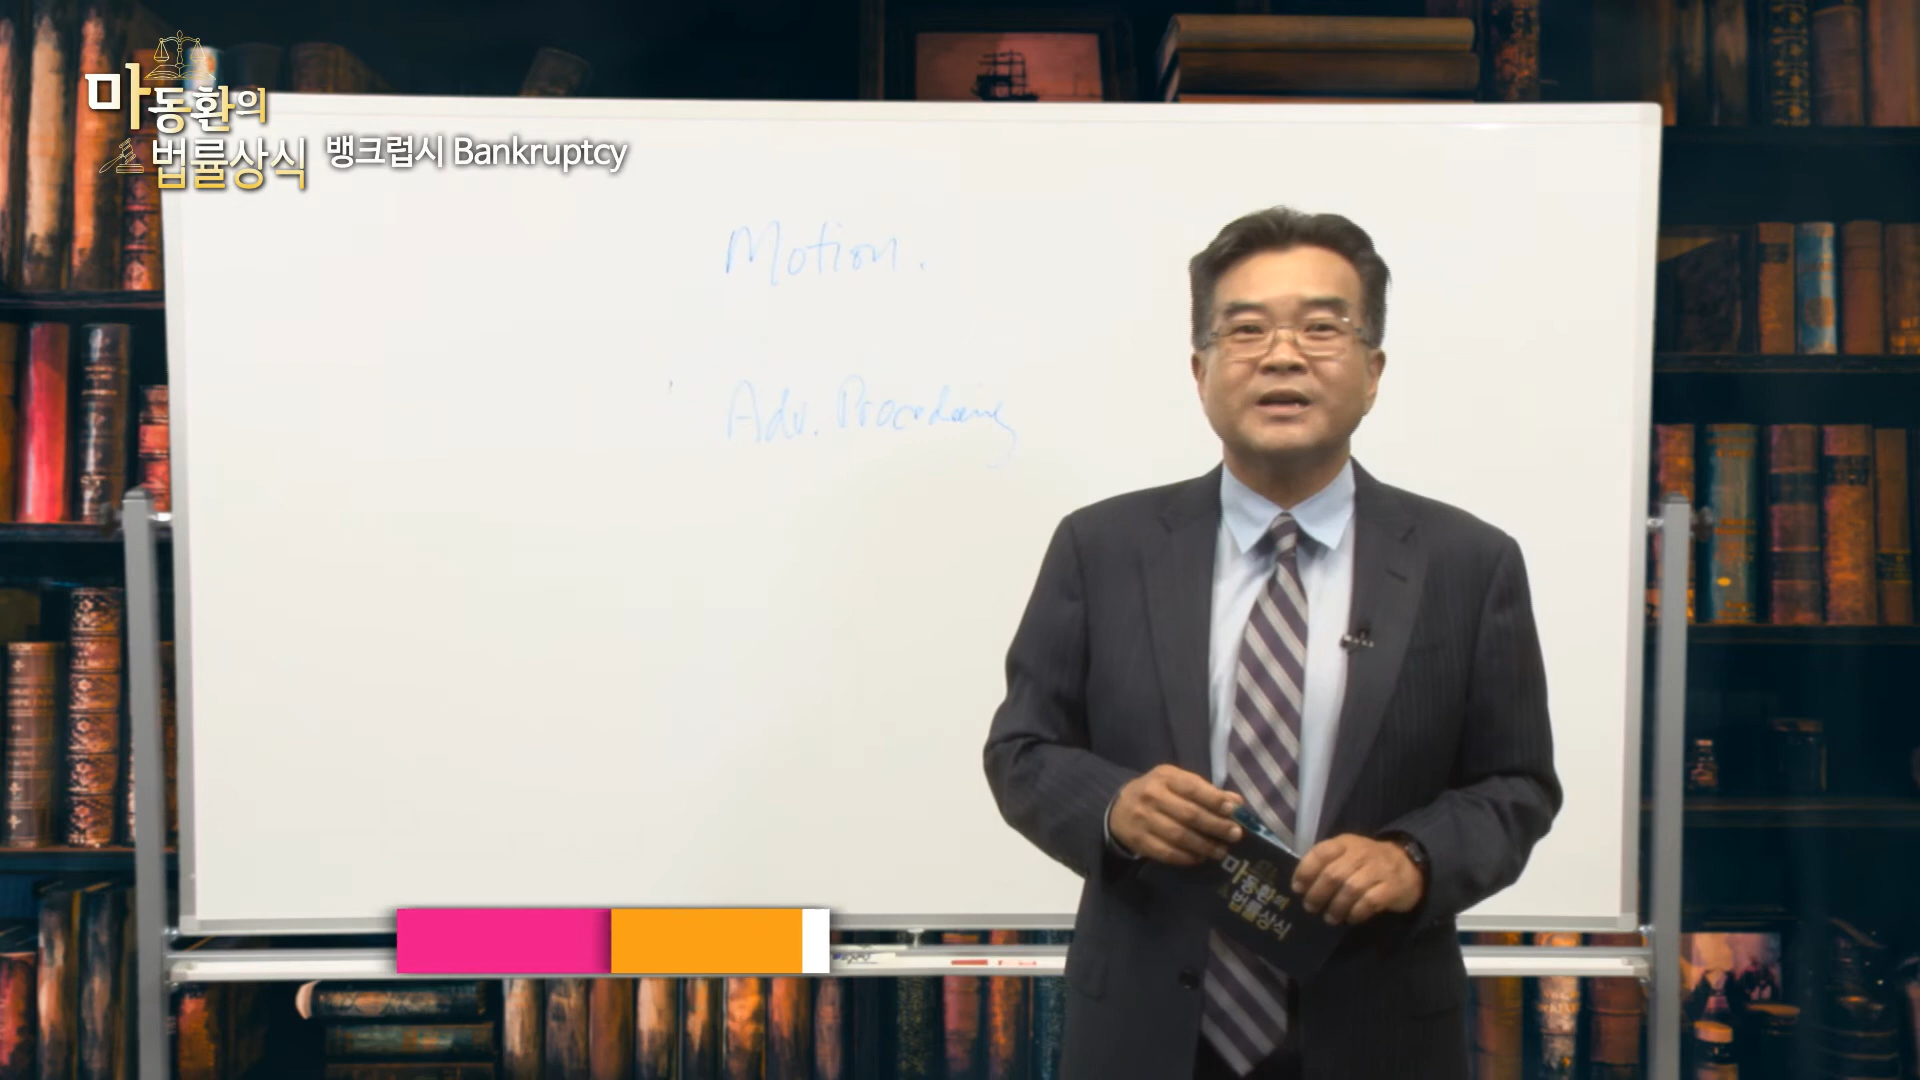 마동환의
법률상식
뱅크럽시 Bankruptcy
Motion.
Adv. Proceeding
마동환의
법률상식